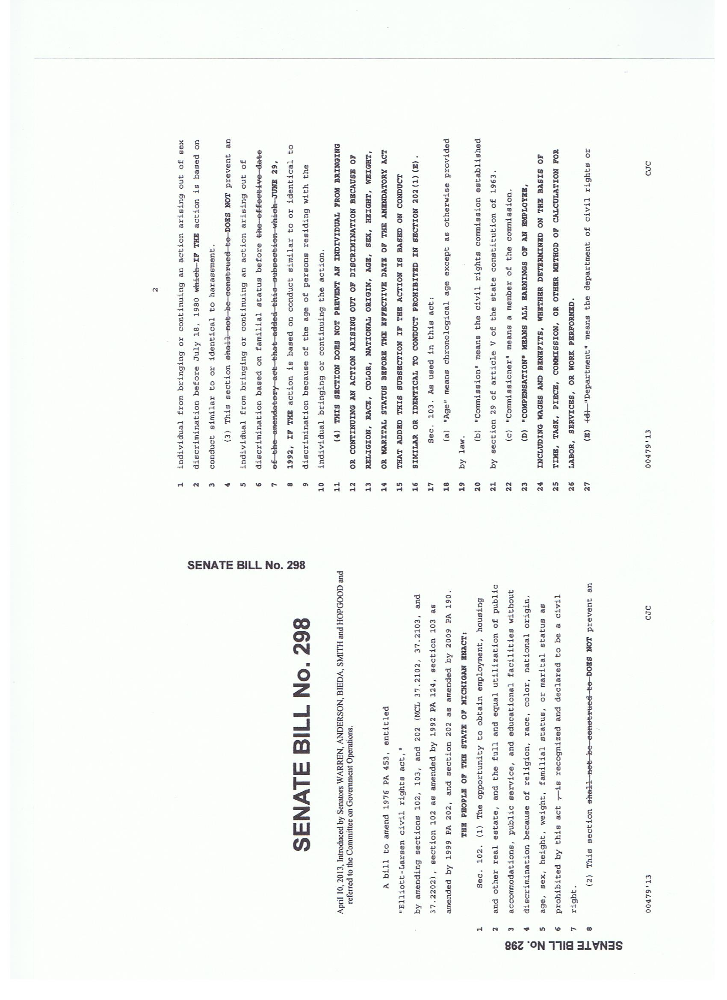 SENATE BILL No. 298
SENATE BILL No. 298
April 10, 2013, Introduced by Senators WARREN, ANDERSON, BIEDA, SMITH and HOPGOOD and
referred to the Committee on Government Operations.
A bill to amend 1976 PA 453, entitled
"Elliott-Larsen civil rights act,"
by amending sections 102, 103, and 202 (MCL 37.2102, 37.2103, and
37.2202), section 102 as amended by 1992 PA 124, section 103 as
amended by 1999 PA 202, and section 202 as amended by 2009 PA 190.
THE PEOPLE OF THE STATE OF MICHIGAN ENACT:
1 Sec. 102. (1) The opportunity to obtain employment, housing
2 and other real estate, and the full and equal utilization of public
3 accommodations, public service, and educational facilities without
4 discrimination because of religion, race, color, national origin,
5 age, sex, height, weight, familial status, or marital status as
6 prohibited by this act , is recognized and declared to be a civil
7 right.
8 (2) This section shall not be construed to DOES NOT prevent an
SENATE BILL No. 298
00479'13 CJC
2
1 individual from bringing or continuing an action arising out of sex
2 discrimination before July 18, 1980 which IF THE action is based on
3 conduct similar to or identical to harassment.
4 (3) This section shall not be construed to DOES NOT prevent an
5 individual from bringing or continuing an action arising out of
6 discrimination based on familial status before the effective date
7 of the amendatory act that added this subsection which JUNE 29,
8 1992, IF THE action is based on conduct similar to or identical to
9 discrimination because of the age of persons residing with the
10 individual bringing or continuing the action.
11 (4) THIS SECTION DOES NOT PREVENT AN INDIVIDUAL FROM BRINGING
12 OR CONTINUING AN ACTION ARISING OUT OF DISCRIMINATION BECAUSE OF
13 RELIGION, RACE, COLOR, NATIONAL ORIGIN, AGE, SEX, HEIGHT, WEIGHT,
14 OR MARITAL STATUS BEFORE THE EFFECTIVE DATE OF THE AMENDATORY ACT
15 THAT ADDED THIS SUBSECTION IF THE ACTION IS BASED ON CONDUCT
16 SIMILAR OR IDENTICAL TO CONDUCT PROHIBITED IN SECTION 202(1)(E).
17 Sec. 103. As used in this act:
18 (a) "Age" means chronological age except as otherwise provided
19 by law.
20 (b) "Commission" means the civil rights commission established
21 by section 29 of article V of the state constitution of 1963.
22 (c) "Commissioner" means a member of the commission.
23 (D) "COMPENSATION" MEANS ALL EARNINGS OF AN EMPLOYEE,
24 INCLUDING WAGES AND BENEFITS, WHETHER DETERMINED ON THE BASIS OF
25 TIME, TASK, PIECE, COMMISSION, OR OTHER METHOD OF CALCULATION FOR
26 LABOR, SERVICES, OR WORK PERFORMED.
27 (E) (d) "Department" means the department of civil rights or
00479'13 CJC